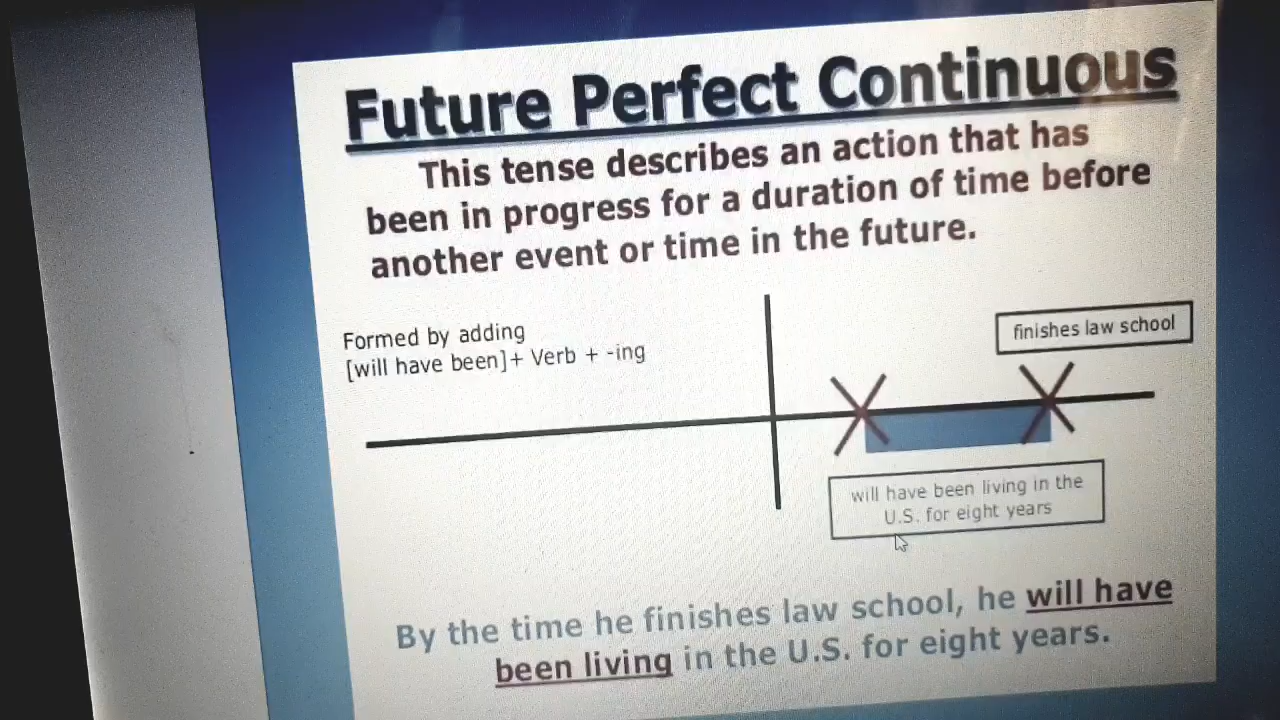 Future Perfect Continuous
This tense describes an action that has
been in progress for a duration of time before
another event or time in the future.
Formed by adding
[will have been]+ Verb + -ing
finishes law school
will have been living in the
U.S. for eight years
By the time he finishes law school, he will have
been living in the U.S. for eight years.